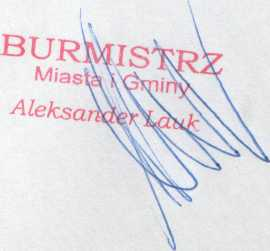 BURMISTRZ
Miasta i Gminy
Aleksander Lauk